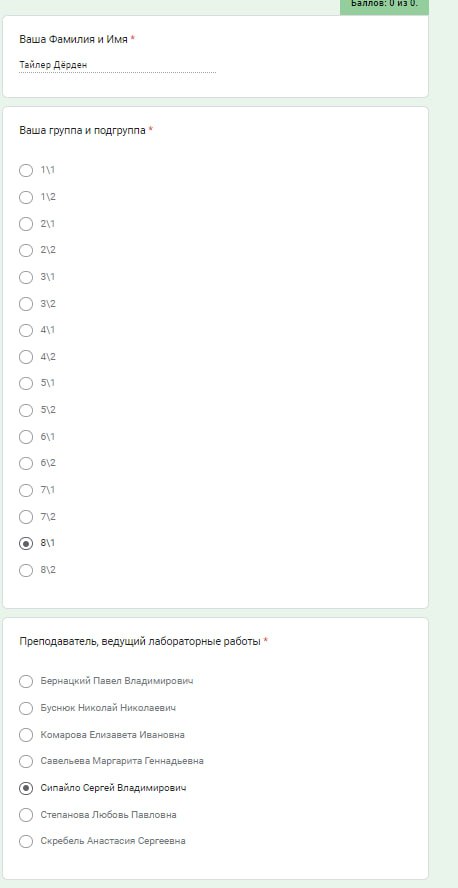 Баллов: 0 из 0.
Ваша Фамилия и Имя *
Тайлер Дёрден
Ваша группа и подгруппа *
1\1
1\2
2\1
2\2
3\1
3\2
4\1
4\2
5\1
5\2
6\1
6\2
7\1
7\2
8\1
8\2
Преподаватель, ведущий лабораторные работы *
Бернацкий Павел Владимирович
Буснюк Николай Николаевич
Комарова Елизавета Ивановна
Савельева Маргарита Геннадьевна
Сипайло Сергей Владимирович
Степанова Любовь Павловна
Скребель Анастасия Сергеевна